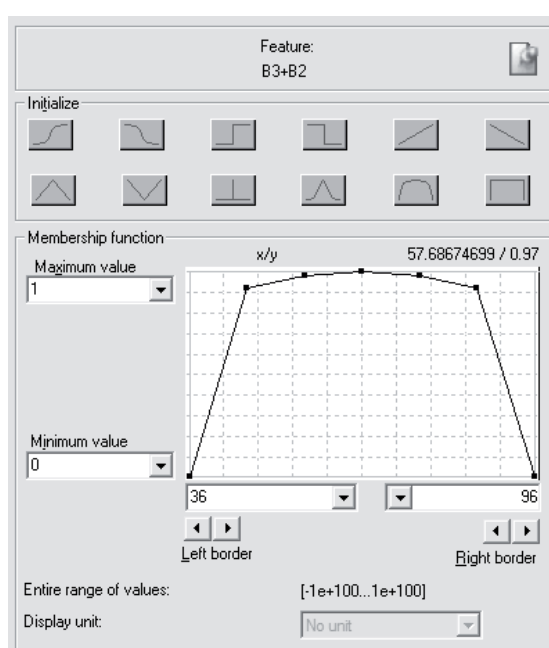 Feature:
B3+B2
Initialize
Membership function
x/y 57.68674699 / 0.97
Maximum value
1
Minimum value
0
36 96
Left border Right border
Entire range of values: [-1e+100...1e+100]
Display unit: No unit